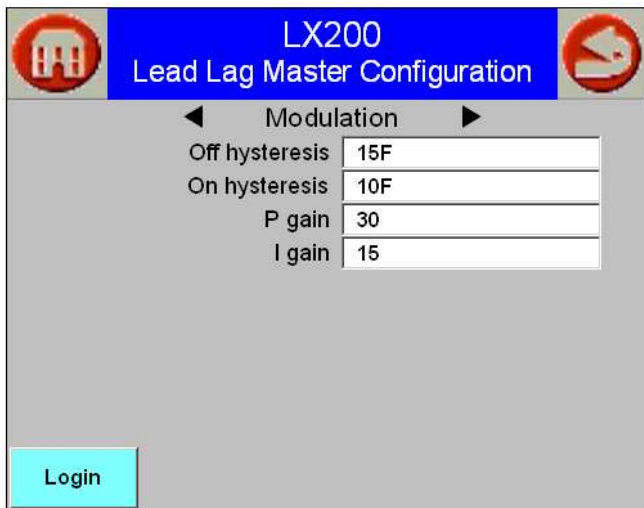 LX200
Lead Lag Master Configuration
Modulation
Off hysteresis 15F
On hysteresis 10F
P gain 30
I gain 15
Login